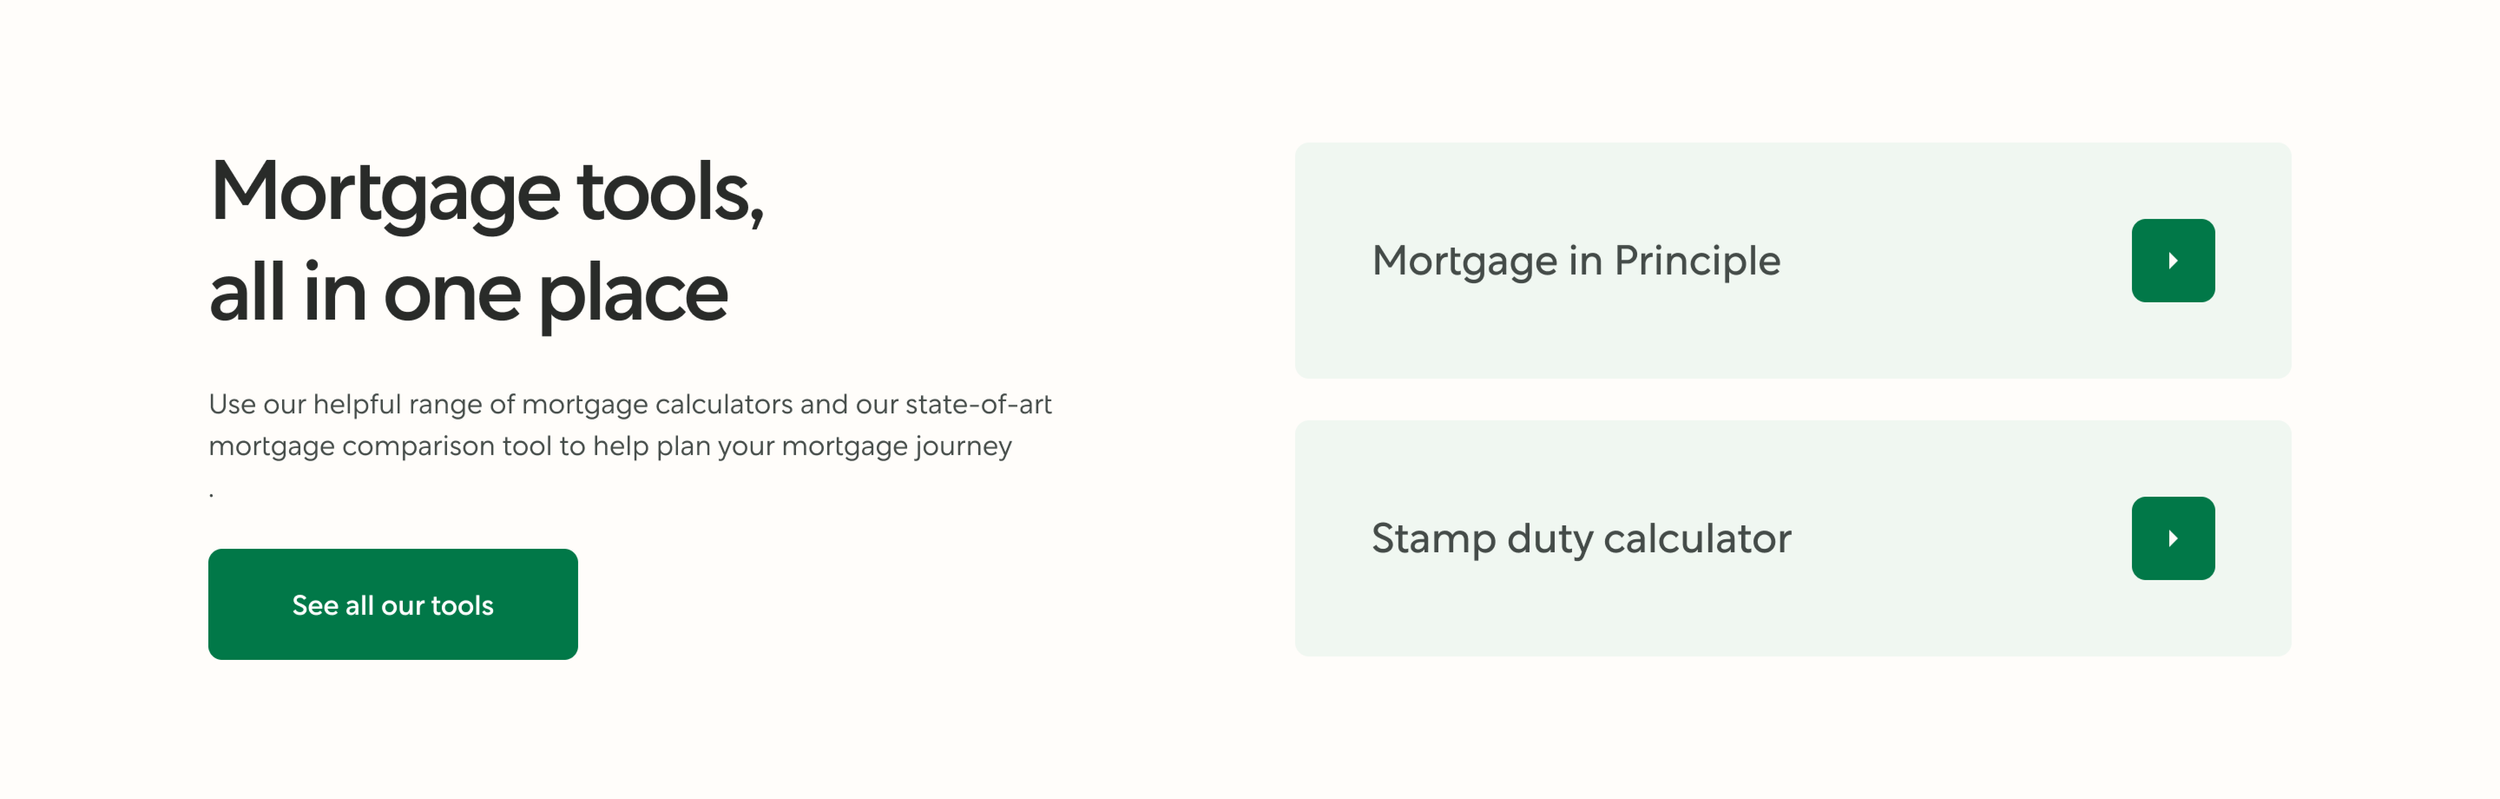 Mortgage tools,
all in one place
Use our helpful range of mortgage calculators and our state-of-art
mortgage comparison tool to help plan your mortgage journey
.
See all our tools
Mortgage in Principle
Stamp duty calculator